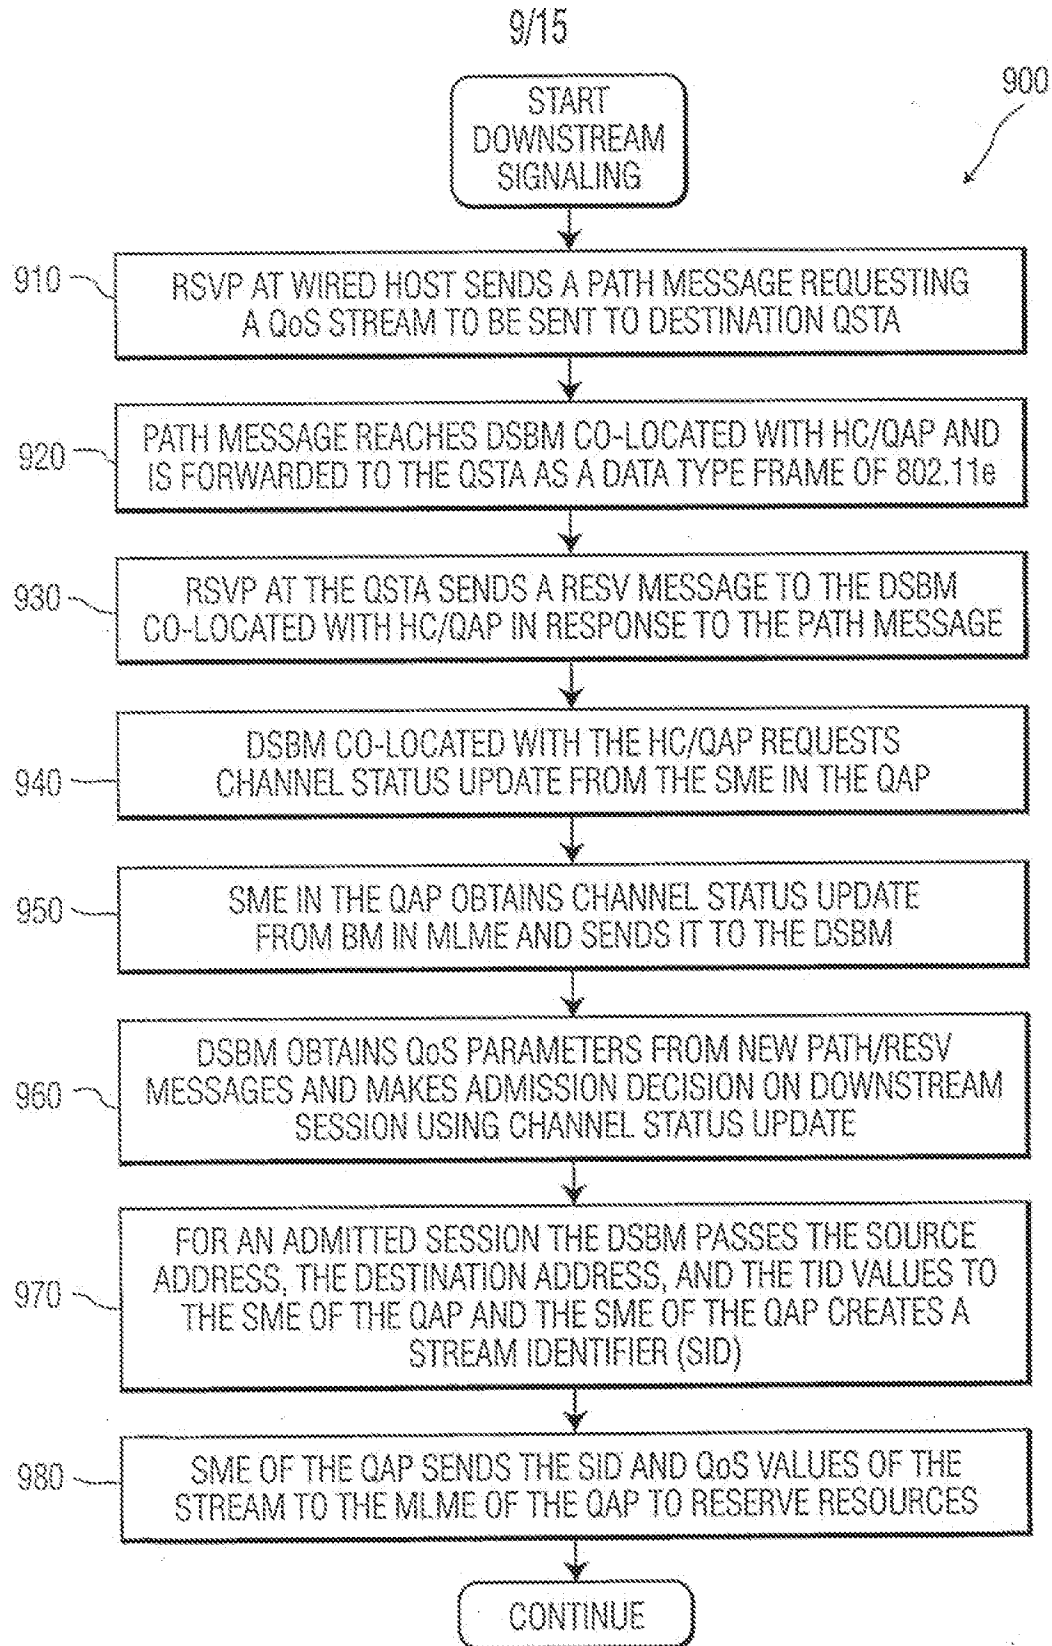 9/15
900
START
DOWNSTREAM
SIGNALING
910
RSVP AT WIRED HOST SENDS A PATH MESSAGE REQUESTING
A QoS STREAM TO BE SENT TO DESTINATION QSTA
920
PATH MESSAGE REACHES DSBM CO-LOCATED WITH HC/QAP AND
IS FORWARDED TO THE QSTA AS A DATA TYPE FRAME OF 802.11e
930
RSVP AT THE QSTA SENDS A RESV MESSAGE TO THE DSBM
CO-LOCATED WITH HC/QAP IN RESPONSE TO THE PATH MESSAGE
940
DSBM CO-LOCATED WITH THE HC/QAP REQUESTS
CHANNEL STATUS UPDATE FROM THE SME IN THE QAP
950
SME IN THE QAP OBTAINS CHANNEL STATUS UPDATE
FROM BM IN MLME AND SENDS IT TO THE DSBM
960
DSBM OBTAINS QoS PARAMETERS FROM NEW PATH/RESV
MESSAGES AND MAKES ADMISSION DECISION ON DOWNSTREAM
SESSION USING CHANNEL STATUS UPDATE
970
FOR AN ADMITTED SESSION THE DSBM PASSES THE SOURCE
ADDRESS, THE DESTINATION ADDRESS, AND THE TID VALUES TO
THE SME OF THE QAP AND THE SME OF THE QAP CREATES A
STREAM IDENTIFIER (SID)
980
SME OF THE QAP SENDS THE SID AND QoS VALUES OF THE
STREAM TO THE MLME OF THE QAP TO RESERVE RESOURCES
CONTINUE